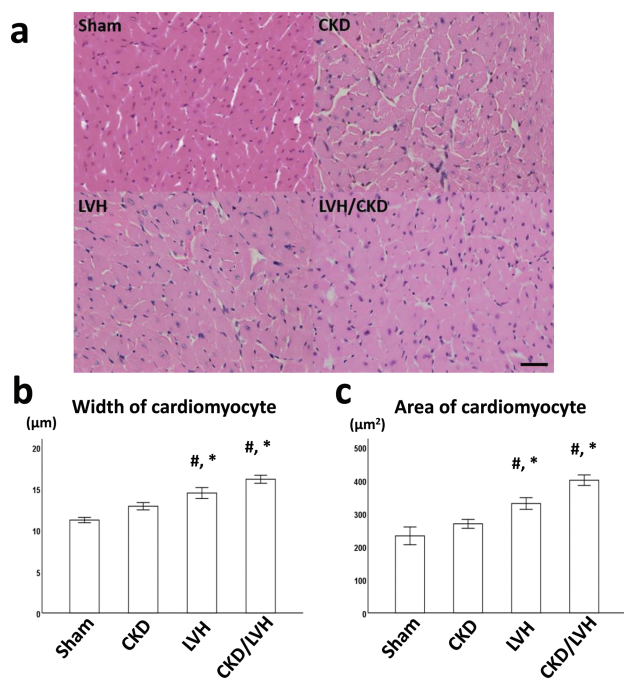 a
Sham
CKD
LVH
LVH/CKD
b
Width of cardiomyocyte
(μm)
20
15
10
5
0
#, *
#, *
Sham
CKD
LVH
CKD/LVH
c
Area of cardiomyocyte
(μm²)
500
400
300
200
100
0
#, *
#, *
Sham
CKD
LVH
CKD/LVH